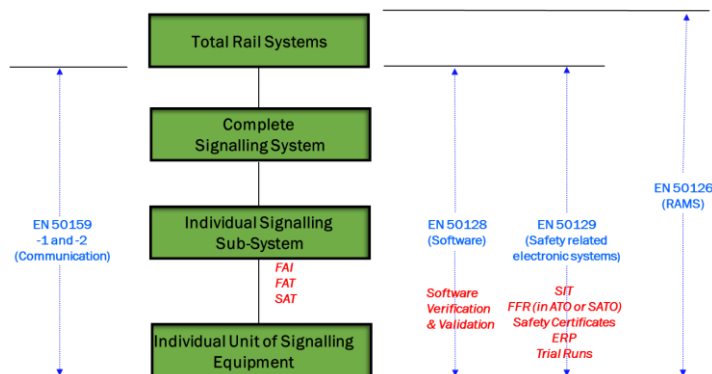 Total Rail Systems
Complete
Signalling System
EN 50126
(RAMS)
EN 50159
-1 and -2
(Communication)
Individual Signalling
Sub-System
EN 50128
(Software)
EN 50129
(Safety related
electronic systems)
FAI
FAT
SAT
Software
Verification
& Validation
SIT
FFR (in ATO or SATO)
Safety Certificates
ERP
Trial Runs
Individual Unit of Signalling
Equipment